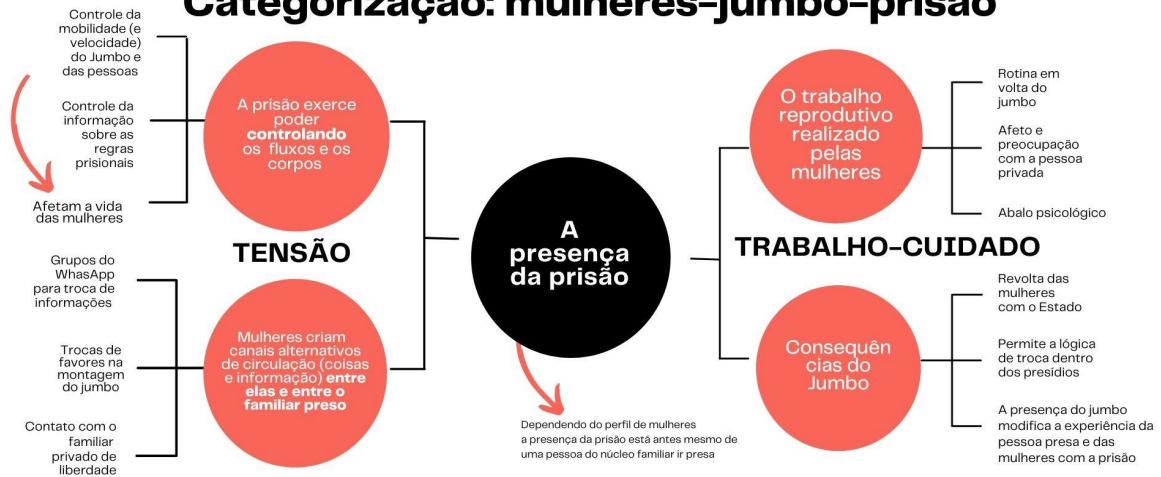 Categorização: mulheres-jumbo-prisão
Controle da
mobilidade (e
velocidade)
do Jumbo e
das pessoas
Controle da
informação
sobre as
regras
prisionais
Afetam a vida
das mulheres
A prisão exerce
poder
controlando
os fluxos e os
corpos
TENSÃO
Grupos do
WhasApp
para troca de
informações
Trocas de
favores na
montagem
do jumbo
Contato com o
familiar
privado de
liberdade
Mulheres criam
canais alternativos
de circulação (coisas
e informação) entre
elas e entre o
familiar preso
A
presença
da prisão
Dependendo do perfil de mulheres
a presença da prisão está antes mesmo de
uma pessoa do núcleo familiar ir presa
O trabalho
reprodutivo
realizado
pelas
mulheres
Rotina em
volta do
jumbo
Afeto e
preocupação
com a pessoa
privada
Abalo psicológico
TRABALHO-CUIDADO
Consequên
cias do
Jumbo
Revolta das
mulheres
com o Estado
Permite a lógica
de troca dentro
dos presídios
A presença do jumbo
modifica a experiência da
pessoa presa e das
mulheres com a prisão